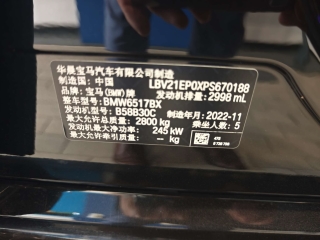 华晨宝马汽车有限公司制造
制造国：中国 LBV21EP0XPS670188
品牌：宝马(BMW)牌 发动机排量：2998 mL
整车型号：BMW6517BX
发动机型号：B58B30C 制造年月：2022-11
最大允许总质量：2800 kg 乘坐人数：5
发动机最大净功率：245 kW
最大允许牵引质量：-- kg